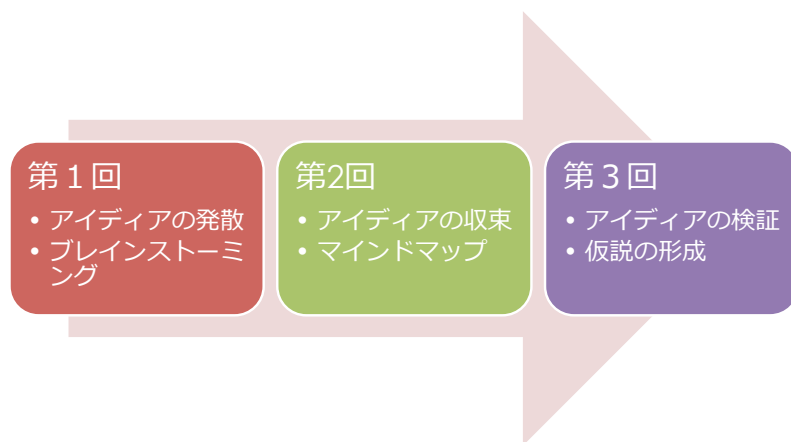 第１回
• アイディアの発散
• ブレインストーミ
ング
第2回
• アイディアの収束
• マインドマップ
第３回
• アイディアの検証
• 仮説の形成